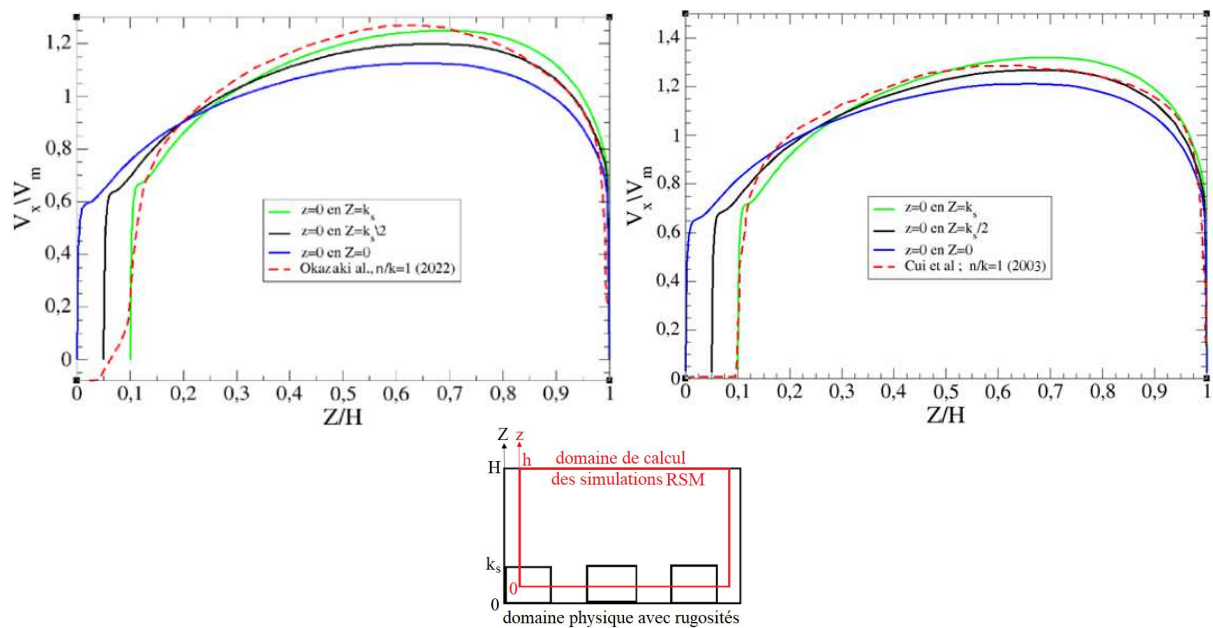 1,2
1
0,8
0,6
0,4
0,2
0
V_x\V_m
z=0 en Z=k_s
z=0 en Z=k_s\2
z=0 en Z=0
Okazaki al., n/k=1 (2022)
0 0,1 0,2 0,3 0,4 0,5 0,6 0,7 0,8 0,9 1
Z/H
1,4
1.2
1.0
0,8
0,6
0,4
0,2
0
V_x\V_m
z=0 en Z=k_s
z=0 en Z=k_s/2
z=0 en Z=0
Cui et al ; n/k=1 (2003)
0 0,1 0,2 0,3 0,4 0,5 0,6 0,7 0,8 0,9 1
Z/H
Z z
H h domaine de calcul
des simulations RSM
k_s
0
0
domaine physique avec rugosités